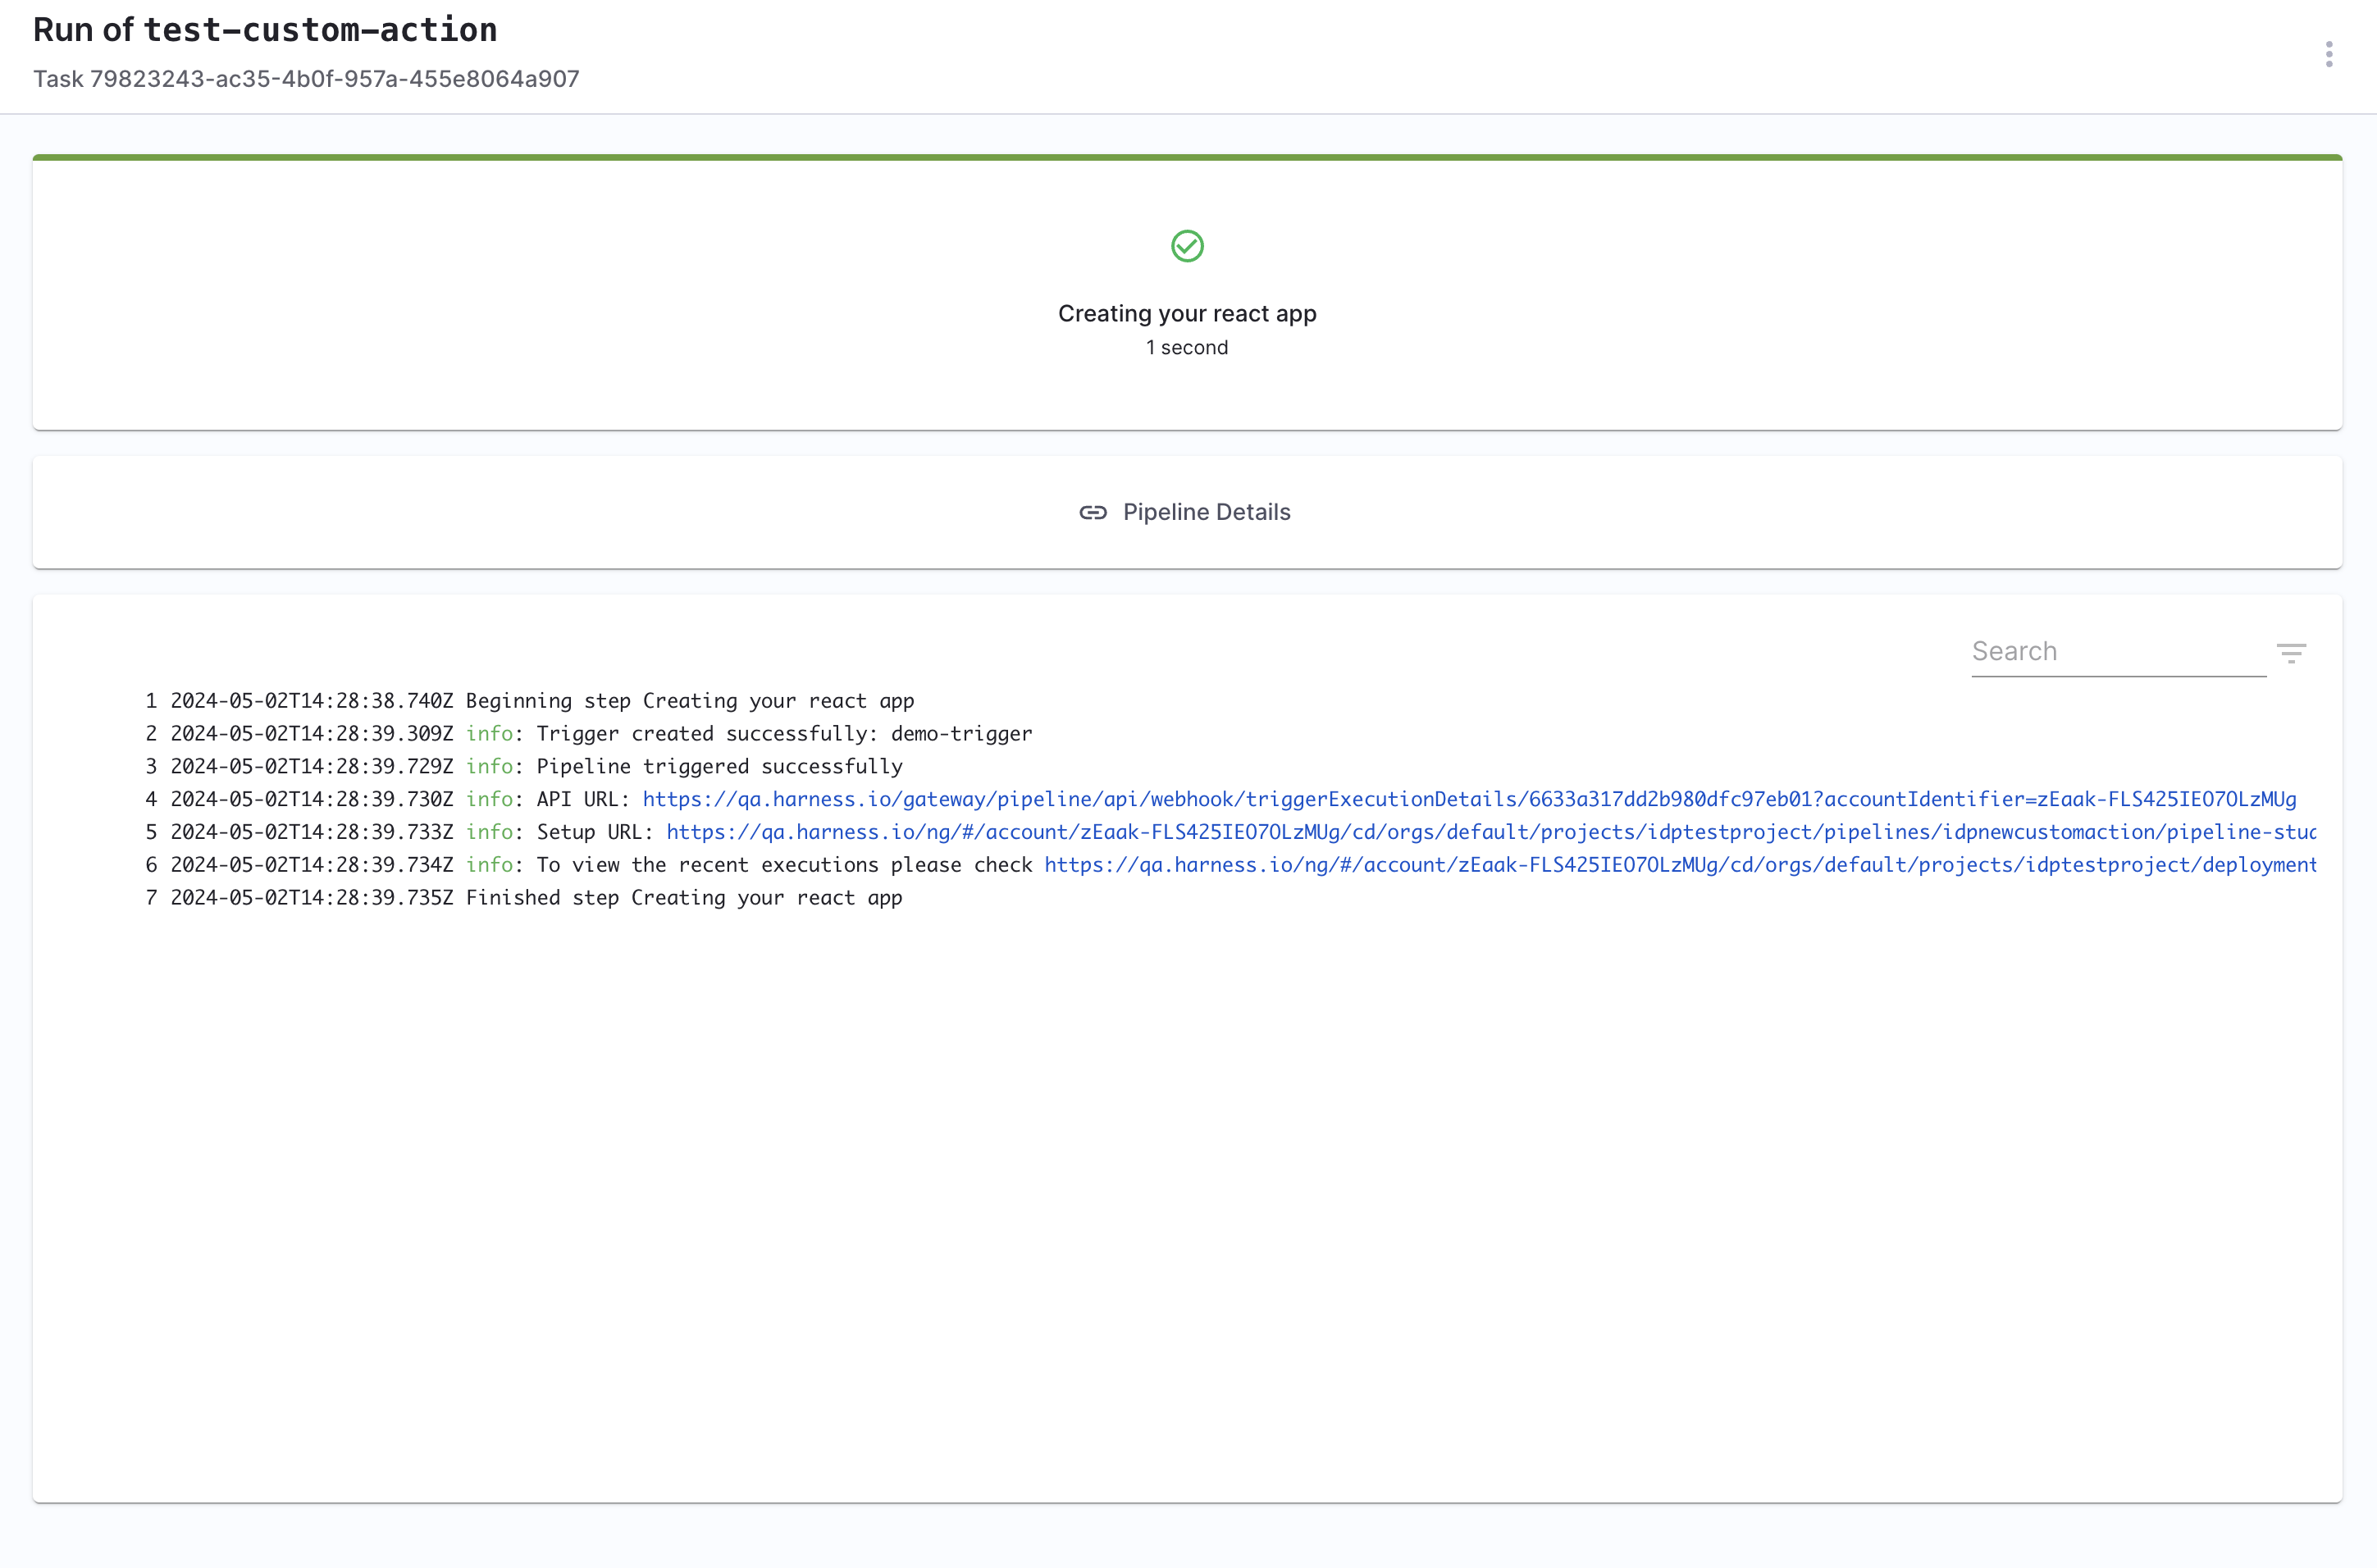 Run of test-custom-action
Task 79823243-ac35-4b0f-957a-455e8064a907
Creating your react app
1 second
Pipeline Details
Search
1 2024-05-02T14:28:38.740Z Beginning step Creating your react app
2 2024-05-02T14:28:39.309Z info: Trigger created successfully: demo-trigger
3 2024-05-02T14:28:39.729Z info: Pipeline triggered successfully
4 2024-05-02T14:28:39.730Z info: API URL: https://qa.harness.io/gateway/pipeline/api/webhook/triggerExecutionDetails/6633a317dd2b980dfc97eb01?accountIdentifier=zEaak-FLS425IEO7OLzMUg
5 2024-05-02T14:28:39.733Z info: Setup URL: https://qa.harness.io/ng/#/account/zEaak-FLS425IEO7OLzMUg/cd/orgs/default/projects/idptestproject/pipelines/idpnewcustomaction/pipeline-stud
6 2024-05-02T14:28:39.734Z info: To view the recent executions please check https://qa.harness.io/ng/#/account/zEaak-FLS425IEO7OLzMUg/cd/orgs/default/projects/idptestproject/deployment
7 2024-05-02T14:28:39.735Z Finished step Creating your react app